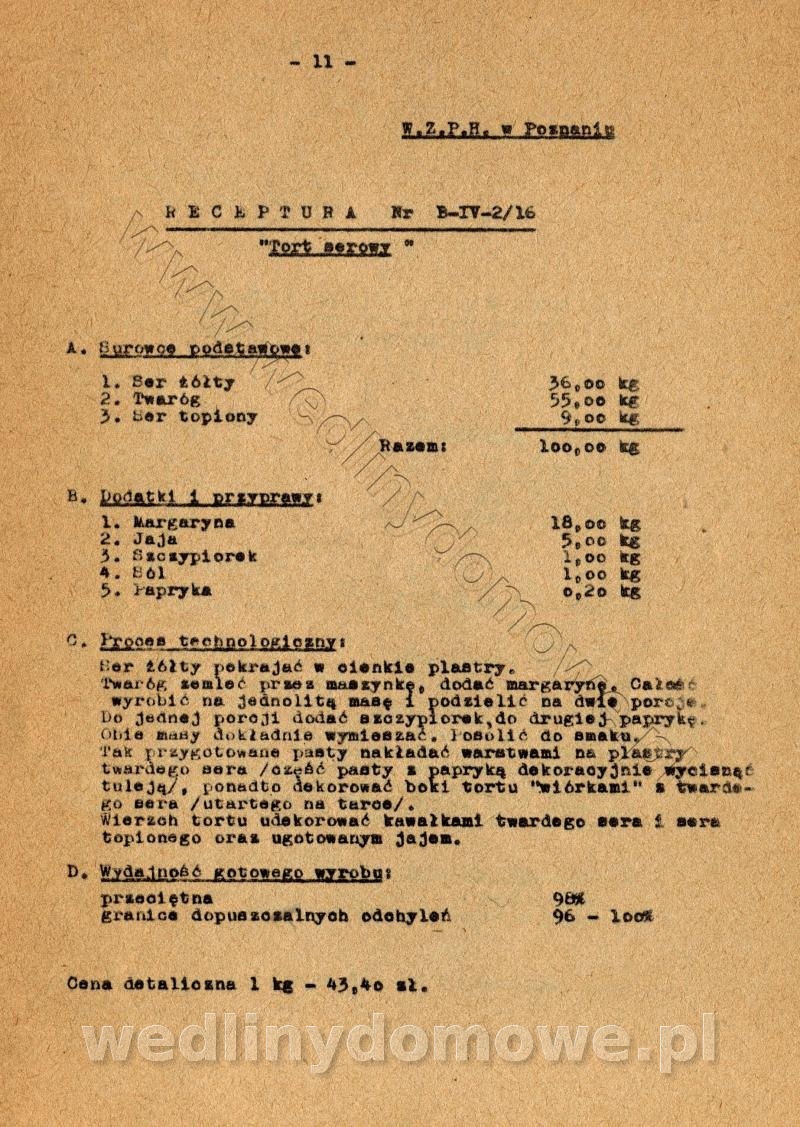 - 11 -
W.Z.P.H. w Poznaniu
R E C E P T U R A Nr B-IV-2/16
"Tort serowy "
A. Surowce podstawowe:
1. Ser żółty 36,00 kg
2. Twaróg 55,00 kg
3. Ser topiony 9,00 kg
Razem: 100,00 kg
B. Dodatki i przyprawy:
1. Margaryna 18,00 kg
2. Jaja 5,00 kg
3. Szczypiorek 1,00 kg
4. Sól 1,00 kg
5. Papryka 0,20 kg
C. Proces technologiczny:
Ser żółty pokrajać w cienkie plastry.
Twaróg zemleć przez maszynkę, dodać margarynę. Całość
wyrobić na jednolitą masę i podzielić na dwie porcje.
Do jednej porcji dodać szczypiorek,do drugiej paprykę.
Obie masy dokładnie wymieszać. Posolić do smaku.
Tak przygotowane pasty nakładać warstwami na plastry
twardego sera /część pasty z papryką dekoracyjnie wycisnąć
tuleją/, ponadto dekorować boki tortu "wiórkami" z twarde-
go sera /utartego na tarce/.
Wierzch tortu udekorować kawałkami twardego sera i sera
topionego oraz ugotowanym jajem.
D. Wydajność gotowego wyrobu:
przeciętna 98%
granice dopuszczalnych odchyleń 96 - 100%
Cena detaliczna 1 kg - 43,40 zł.
www.wedlinydomowe
wedlinydomowe.pl